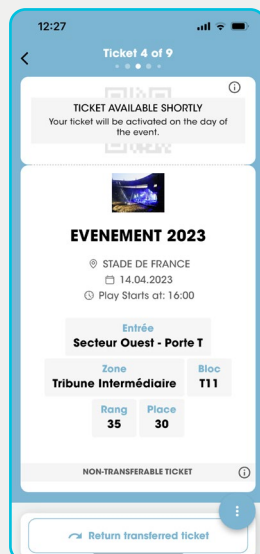 12:27
Ticket 4 of 9
TICKET AVAILABLE SHORTLY
Your ticket will be activated on the day of
the event.
EVENEMENT 2023
STADE DE FRANCE
14.04.2023
Play Starts at: 16:00
Entrée
Secteur Ouest - Porte T
Zone Bloc
Tribune Intermédiaire T11
Rang Place
35 30
NON-TRANSFERABLE TICKET
Return transferred ticket